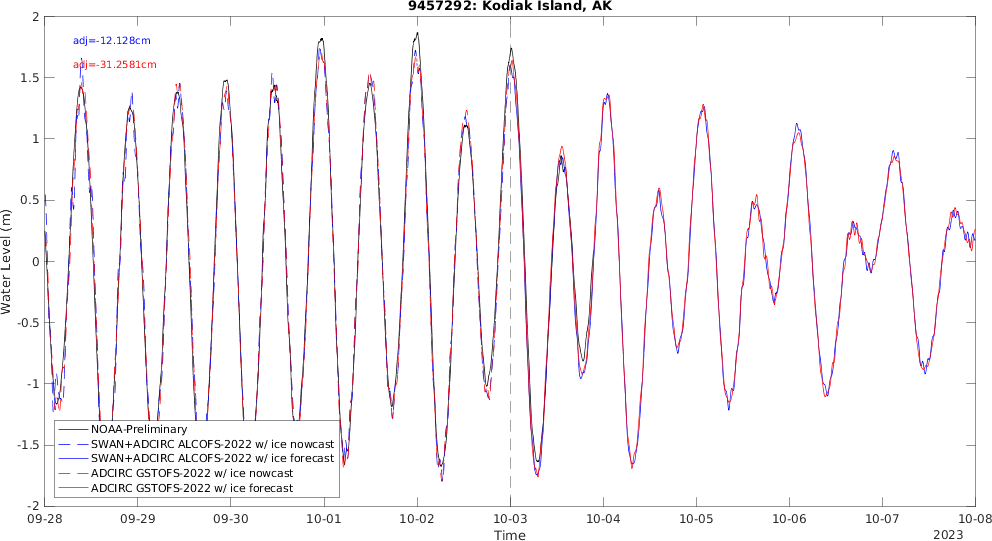 9457292: Kodiak Island, AK
adj=-12.128cm
adj=-31.2581cm
Water Level (m)
2
1.5
1
0.5
0
-0.5
-1
-1.5
-2
NOAA-Preliminary
SWAN+ADCIRC ALCOFS-2022 w/ ice nowcast
SWAN+ADCIRC ALCOFS-2022 w/ ice forecast
ADCIRC GSTOFS-2022 w/ ice nowcast
ADCIRC GSTOFS-2022 w/ ice forecast
09-28 09-29 09-30 10-01 10-02 10-03 10-04 10-05 10-06 10-07 10-08
Time
2023